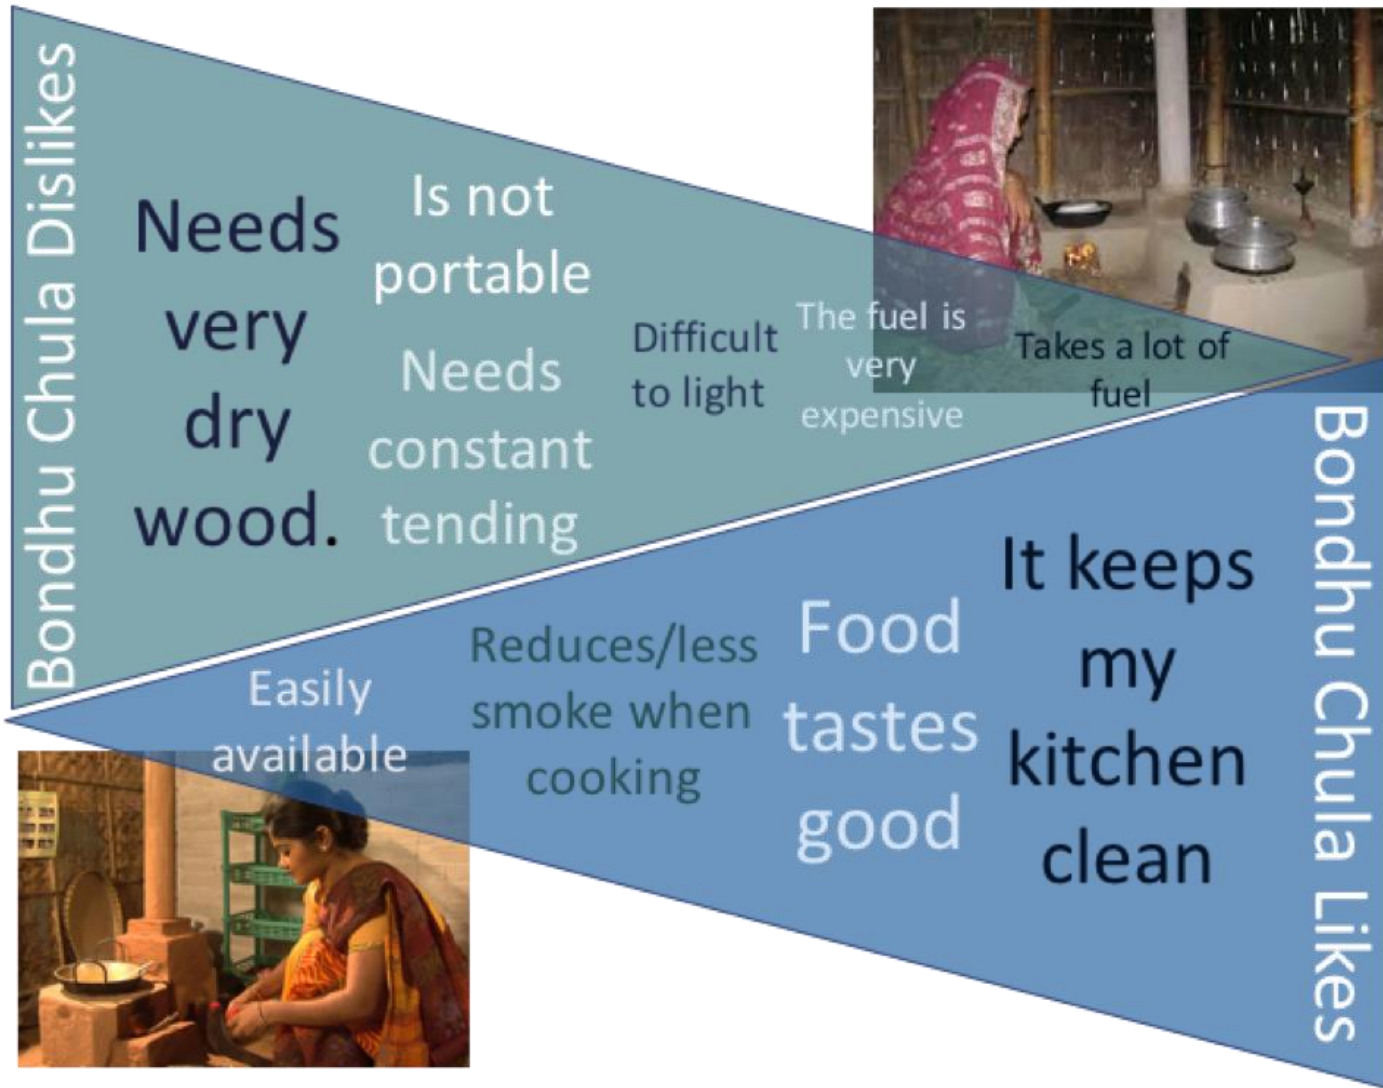 Bondhu Chula Dislikes
Needs
very
dry
wood.
Is not
portable
Needs
constant
tending
Difficult
to light
The fuel is
very
expensive
Takes a lot of
fuel
Easily
available
Reduces/less
smoke when
cooking
Food
tastes
good
It keeps
my
kitchen
clean
Bondhu Chula Likes